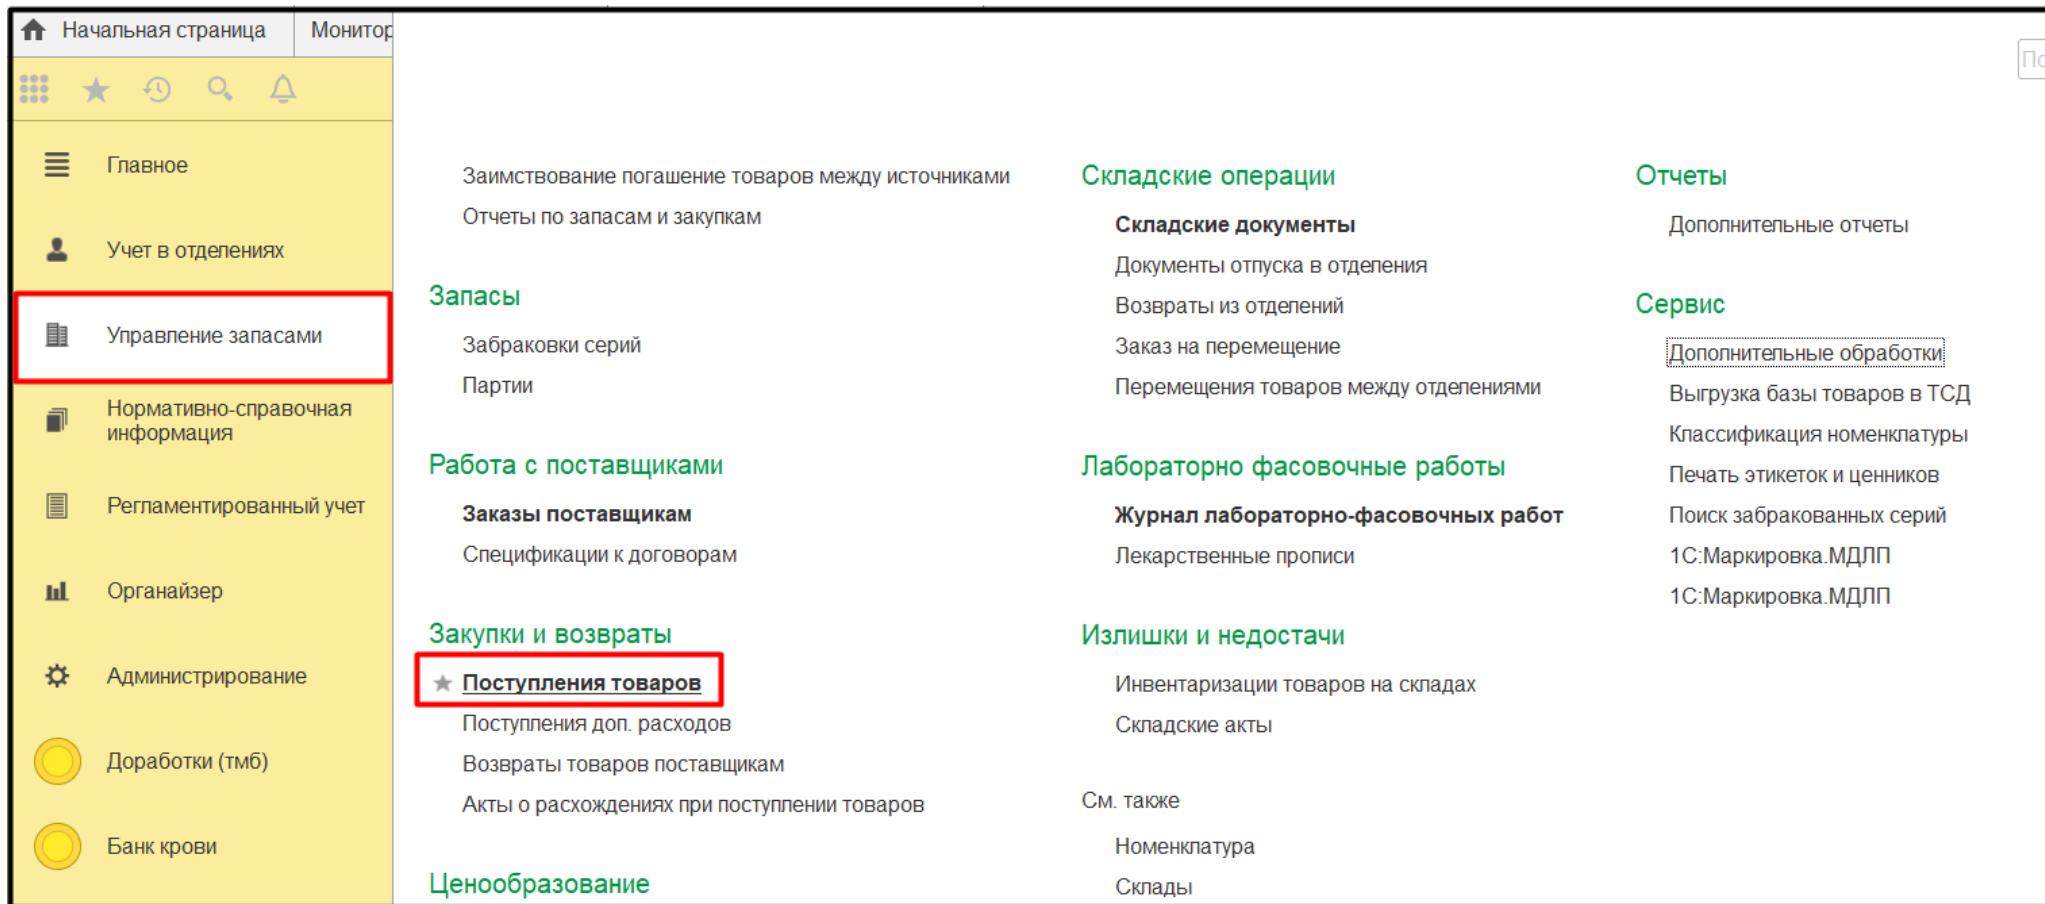 Начальная страница
Монитор
По
Главное
Учет в отделениях
Управление запасами
Нормативно-справочная
информация
Регламентированный учет
Органайзер
Администрирование
Доработки (тмб)
Банк крови
Заимствование погашение товаров между источниками
Отчеты по запасам и закупкам
Запасы
Забраковки серий
Партии
Работа с поставщиками
Заказы поставщикам
Спецификации к договорам
Закупки и возвраты
Поступления товаров
Поступления доп. расходов
Возвраты товаров поставщикам
Акты о расхождениях при поступлении товаров
Ценообразование
Складские операции
Складские документы
Документы отпуска в отделения
Возвраты из отделений
Заказ на перемещение
Перемещения товаров между отделениями
Лабораторно фасовочные работы
Журнал лабораторно-фасовочных работ
Лекарственные прописи
Излишки и недостачи
Инвентаризации товаров на складах
Складские акты
См. также
Номенклатура
Склады
Отчеты
Дополнительные отчеты
Сервис
Дополнительные обработки
Выгрузка базы товаров в ТСД
Классификация номенклатуры
Печать этикеток и ценников
Поиск забракованных серий
1С:Маркировка.МДЛП
1С:Маркировка.МДЛП